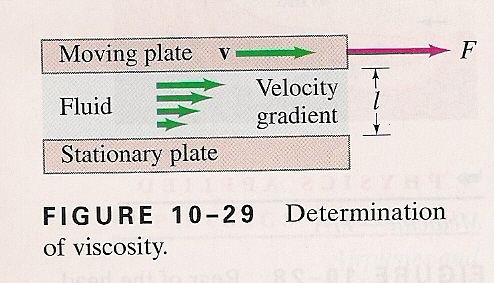 Moving plate v F
Fluid Velocity gradient l
Stationary plate
FIGURE 10–29 Determination
of viscosity.